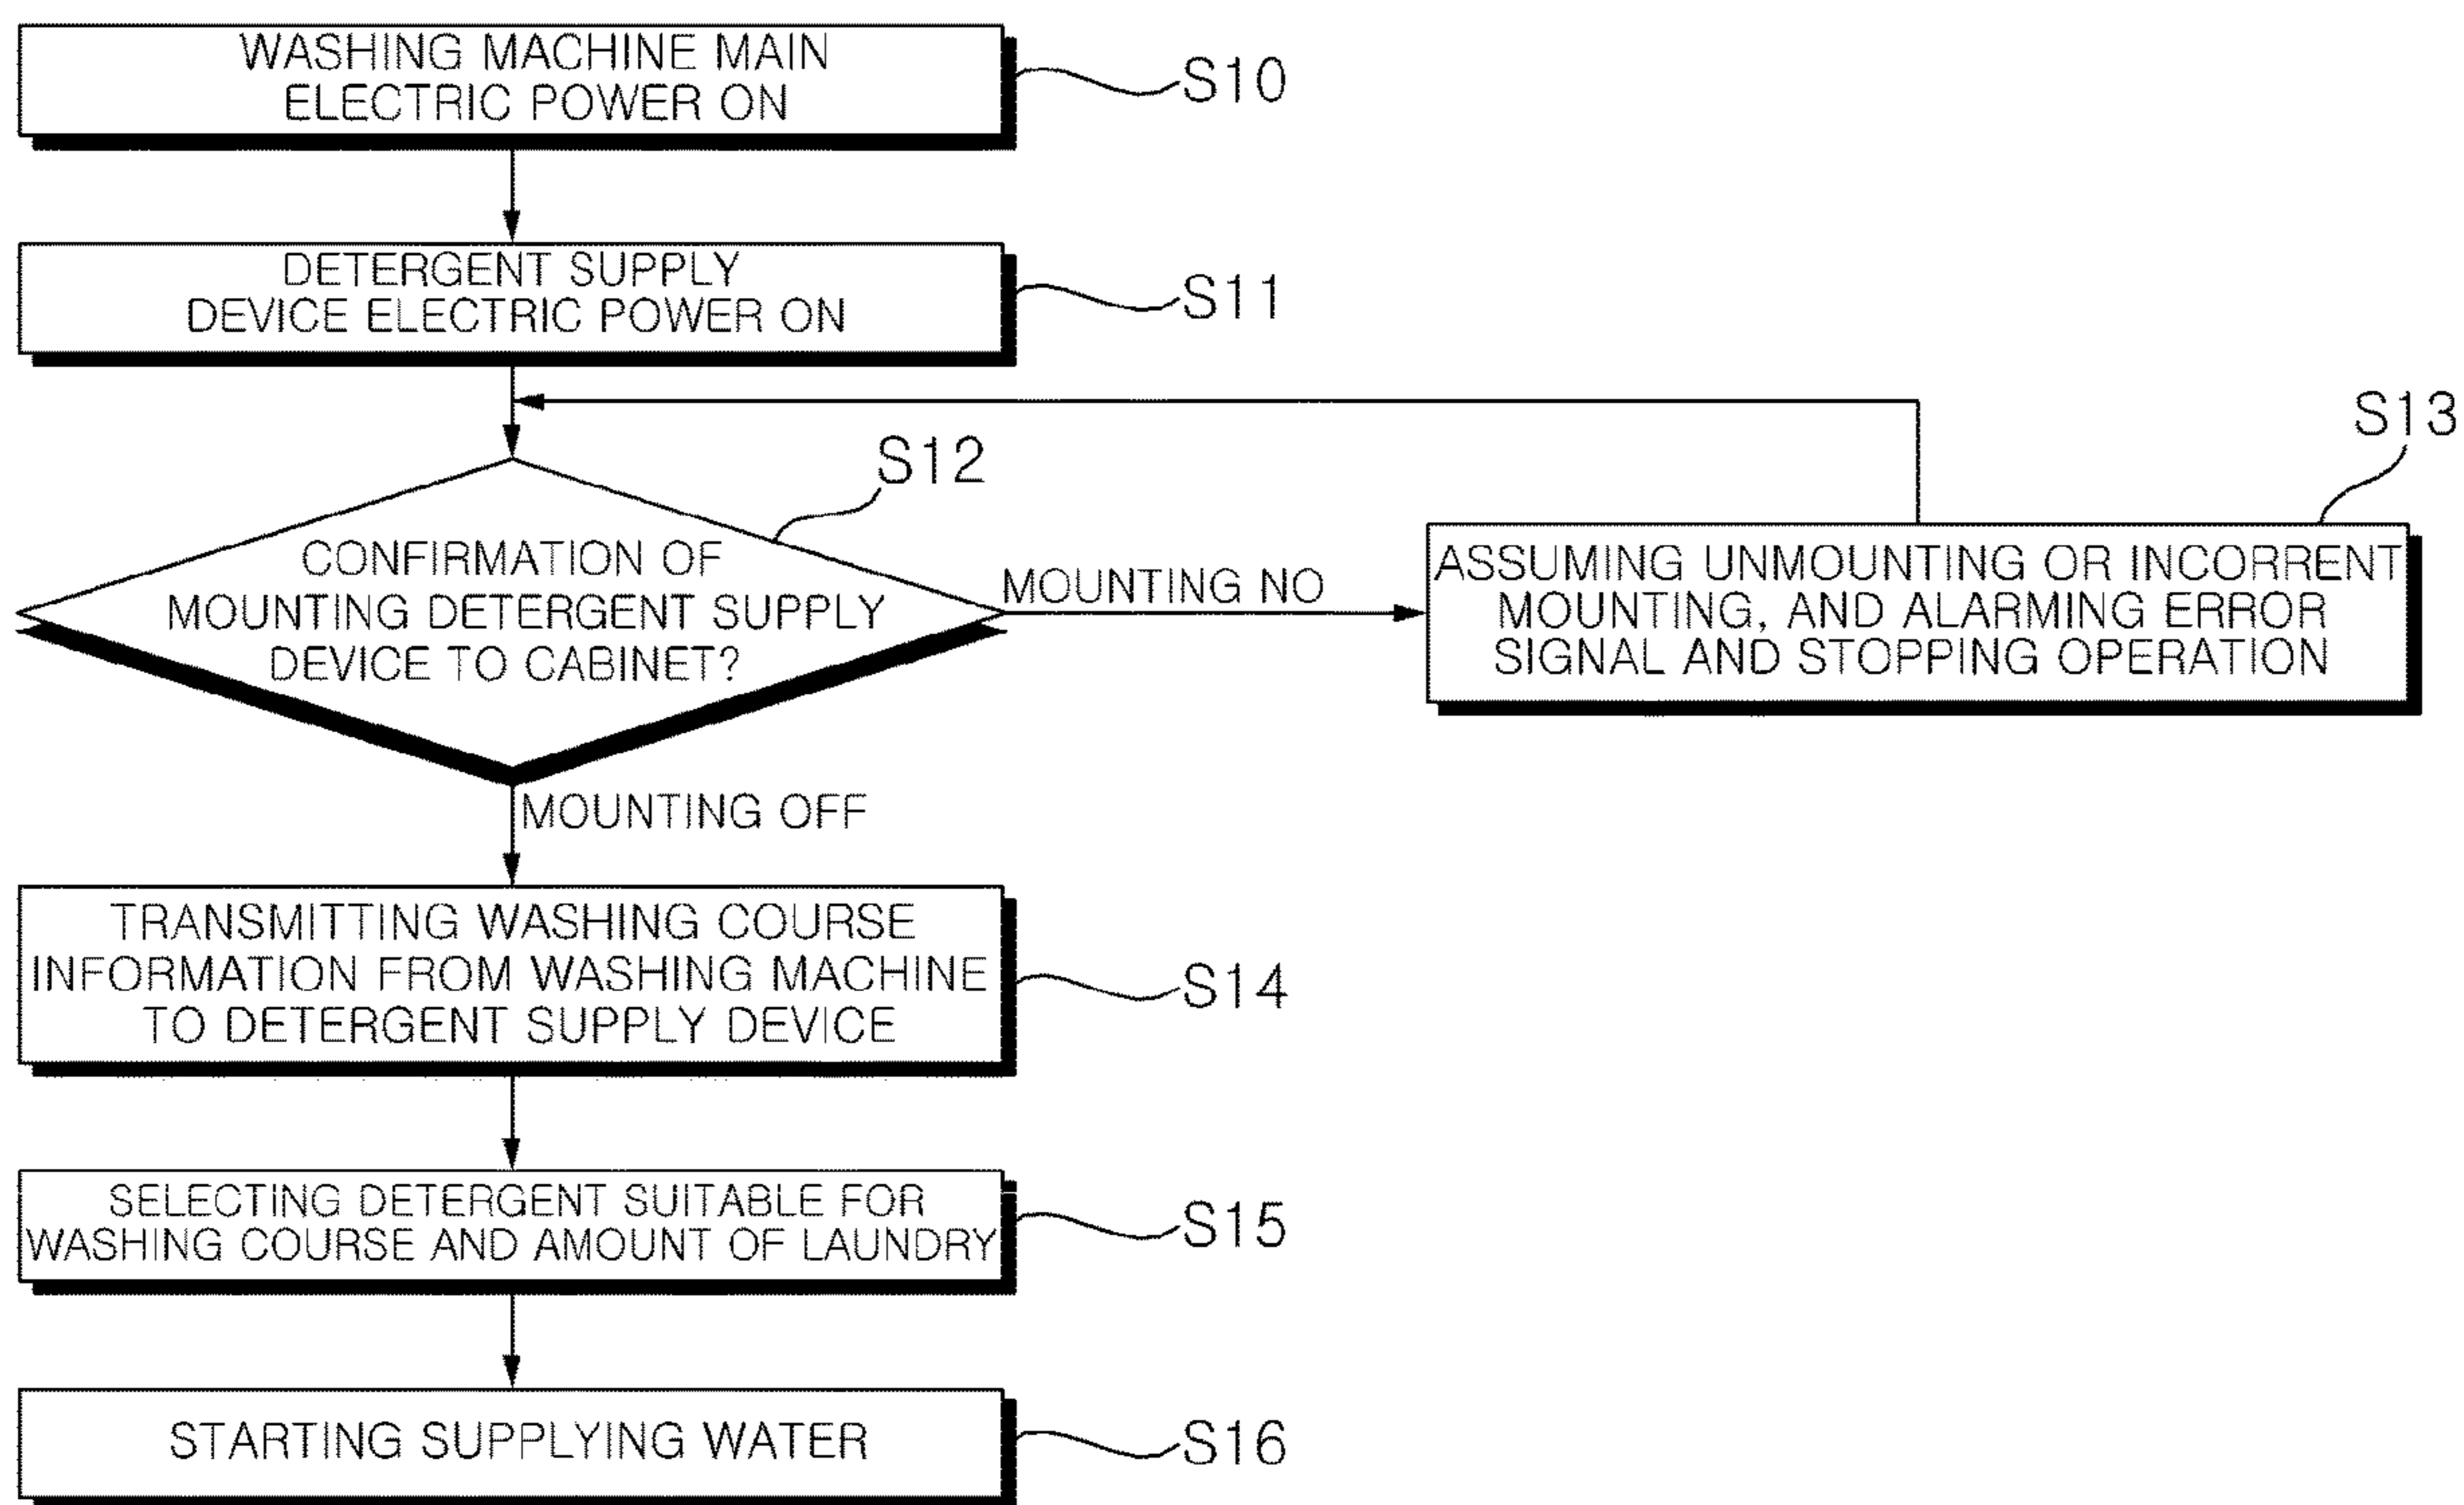 WASHING MACHINE MAIN
ELECTRIC POWER ON
S10
DETERGENT SUPPLY
DEVICE ELECTRIC POWER ON
S11
S12
CONFIRMATION OF
MOUNTING DETERGENT SUPPLY
DEVICE TO CABINET?
MOUNTING NO
S13
ASSUMING UNMOUNTING OR INCORRENT
MOUNTING, AND ALARMING ERROR
SIGNAL AND STOPPING OPERATION
MOUNTING OFF
TRANSMITTING WASHING COURSE
INFORMATION FROM WASHING MACHINE
TO DETERGENT SUPPLY DEVICE
S14
SELECTING DETERGENT SUITABLE FOR
WASHING COURSE AND AMOUNT OF LAUNDRY
S15
STARTING SUPPLYING WATER
S16